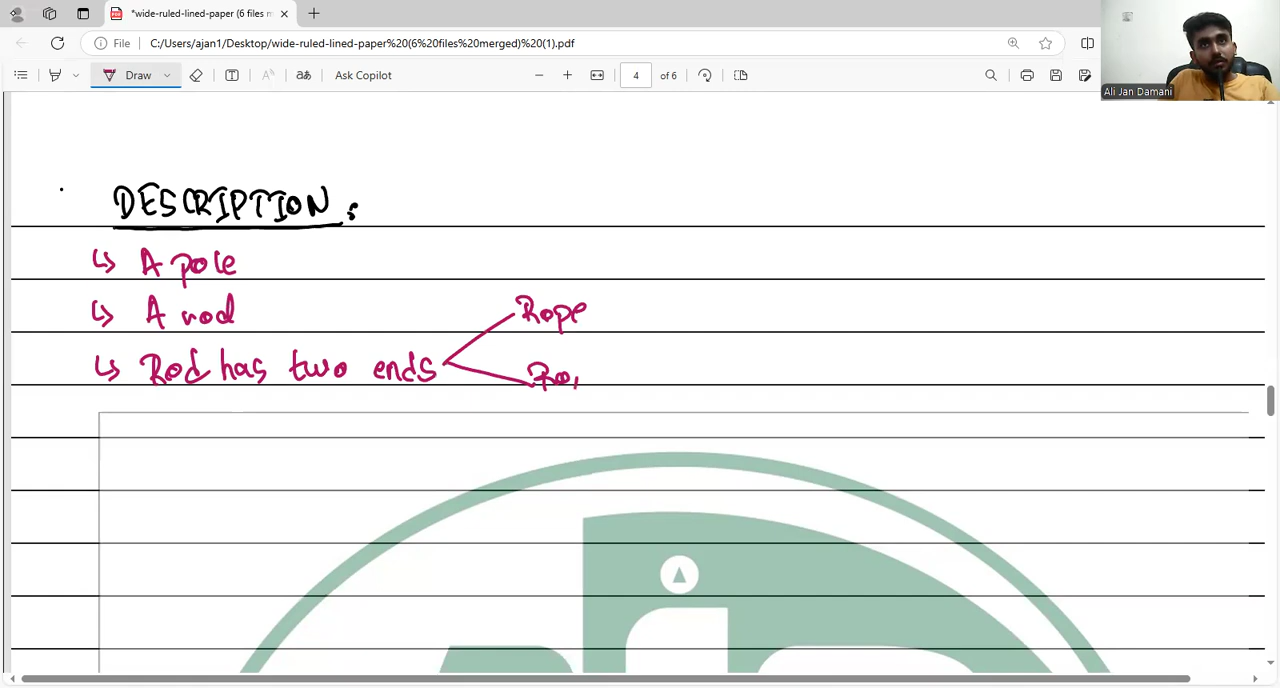 *wide-ruled-lined-paper (6 files m
File
C:/Users/ajan1/Desktop/wide-ruled-lined-paper%20(6%20files%20merged)%20(1).pdf
Draw
Ask Copilot
4 of 6
Ali Jan Damani
DESCRIPTION:
↳ A pole
↳ A rod
Rope
↳ Rod has two ends